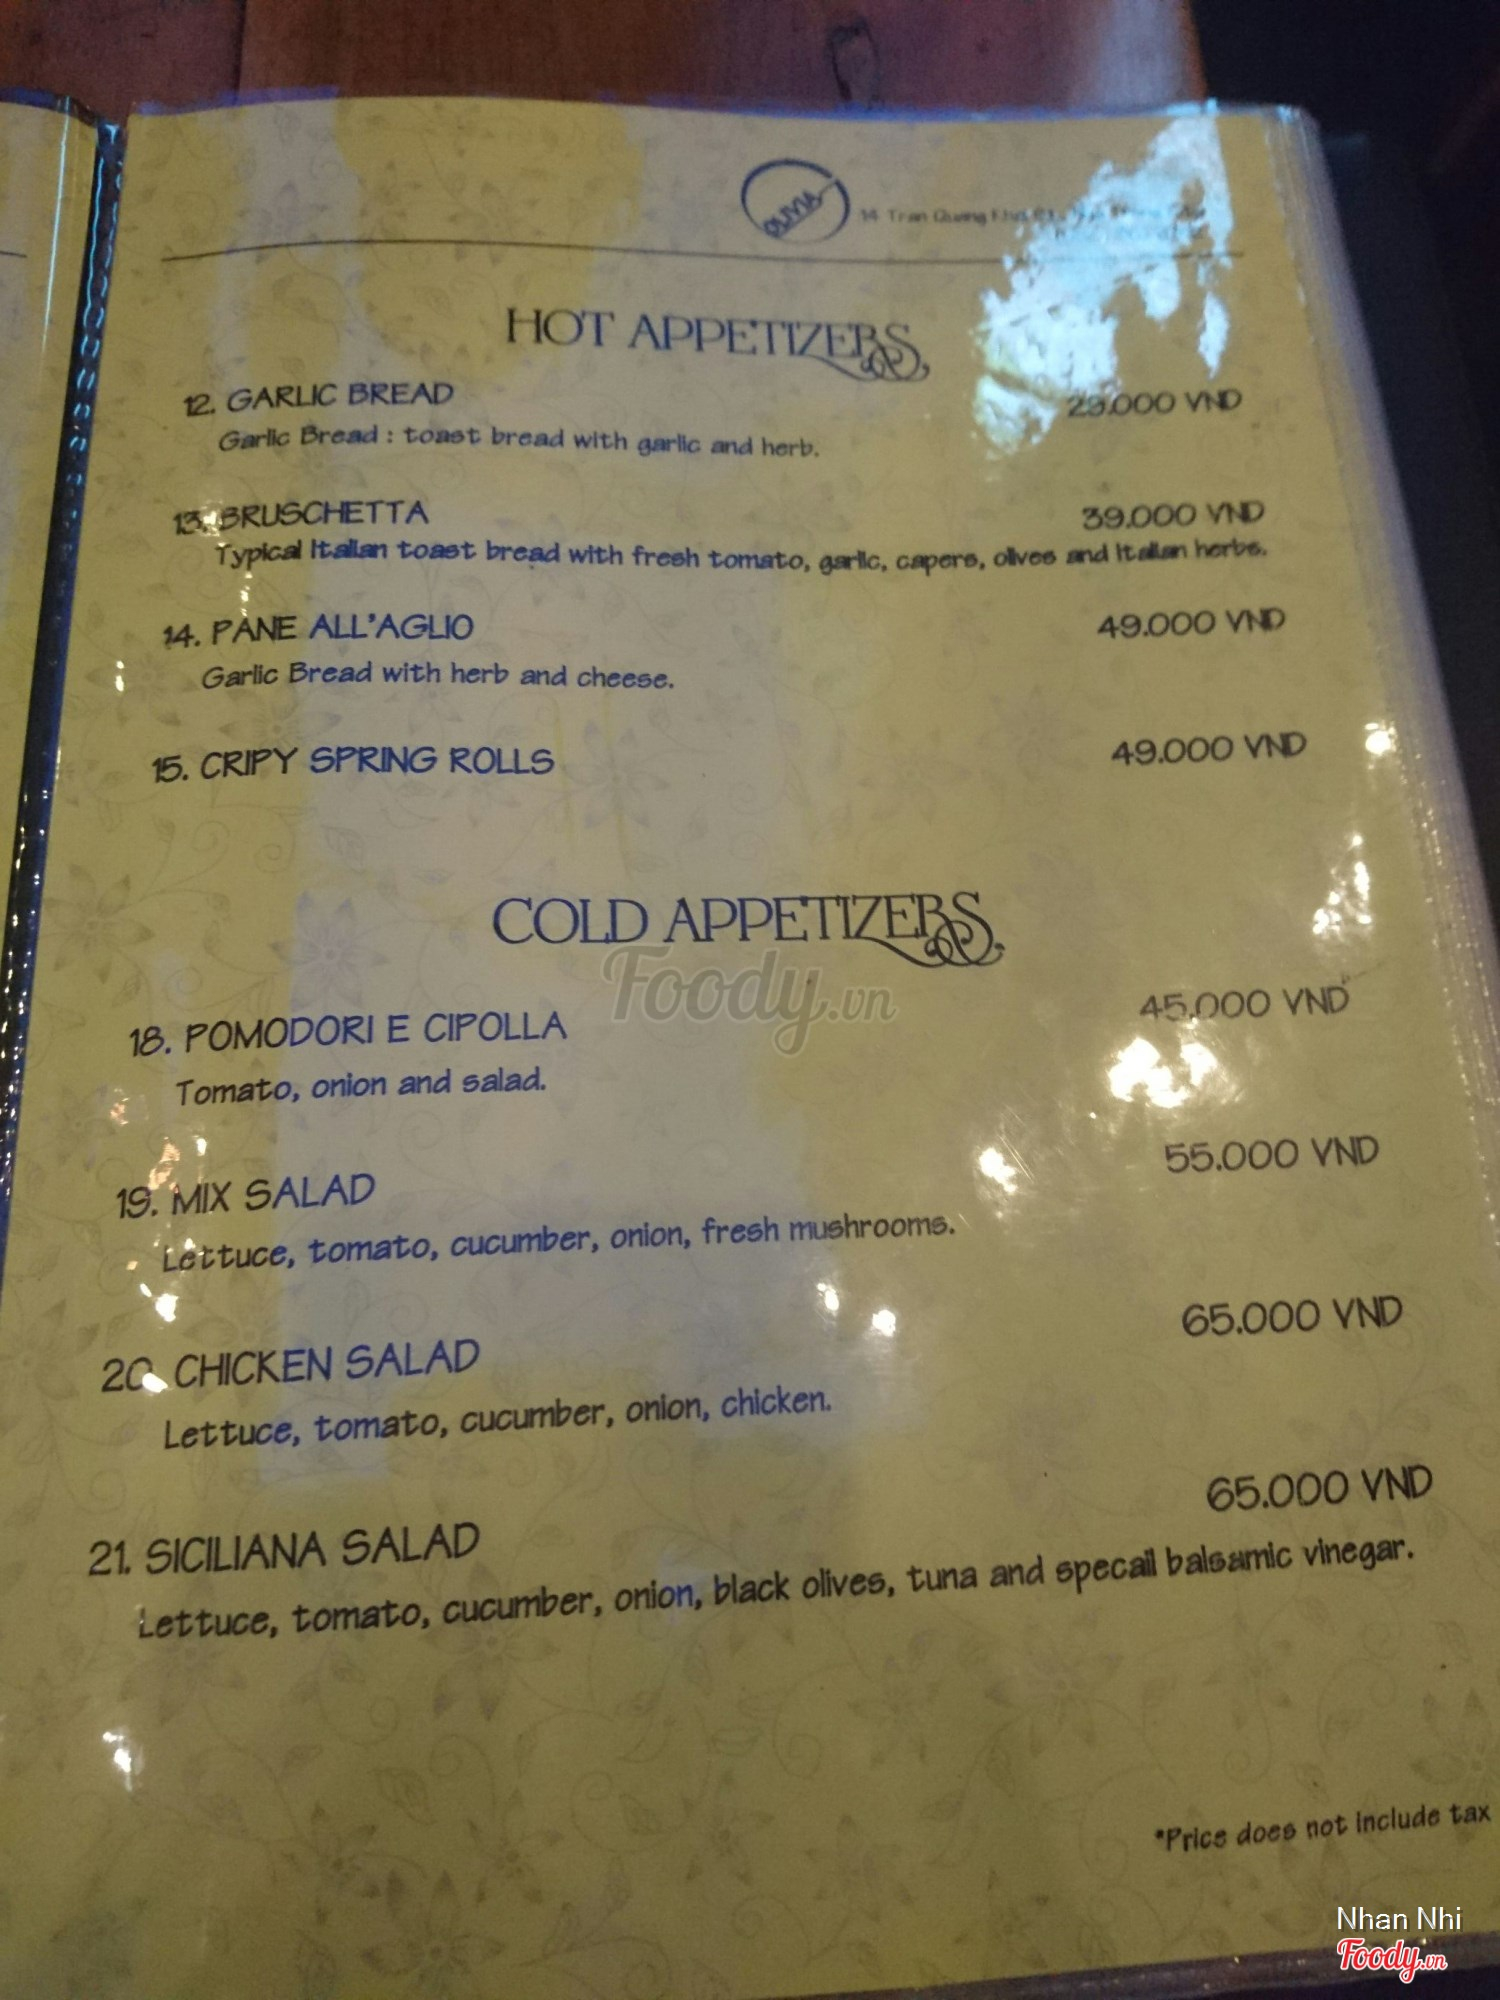 OLIVIA
14 Tran Quang
HOT APPETIZERS
12. GARLIC BREAD 29.000 VND
Garlic Bread : toast bread with garlic and herb.
13. BRUSCHETTA 39.000 VND
Typical Italian toast bread with fresh tomato, garlic, capers, olives and Italian herbs.
14. PANE ALL'AGLIO 49.000 VND
Garlic Bread with herb and cheese.
15. CRIPY SPRING ROLLS 49.000 VND
COLD APPETIZERS
Foody.vn
18. POMODORI E CIPOLLA 45.000 VND
Tomato, onion and salad.
19. MIX SALAD 55.000 VND
Lettuce, tomato, cucumber, onion, fresh mushrooms.
20. CHICKEN SALAD 65.000 VND
Lettuce, tomato, cucumber, onion, chicken.
21. SICILIANA SALAD 65.000 VND
Lettuce, tomato, cucumber, onion, black olives, tuna and specail balsamic vinegar.
*Price does not include tax
Nhan Nhi
Foody.vn